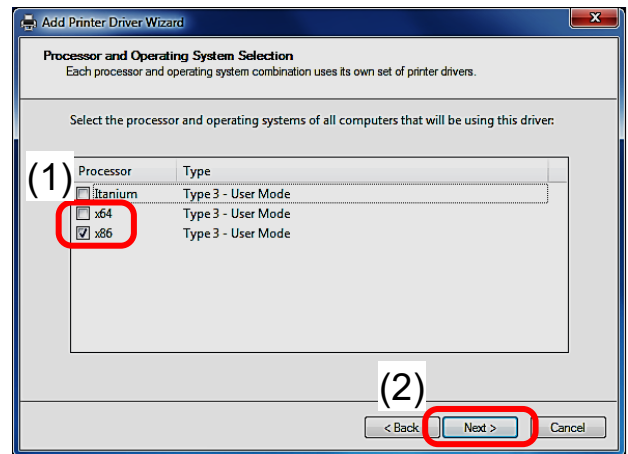 Add Printer Driver Wizard
X
Processor and Operating System Selection
Each processor and operating system combination uses its own set of printer drivers.
Select the processor and operating systems of all computers that will be using this driver:
(1)
Processor Type
Itanium Type 3 - User Mode
x64 Type 3 - User Mode
x86 Type 3 - User Mode
(2)
< Back Next > Cancel